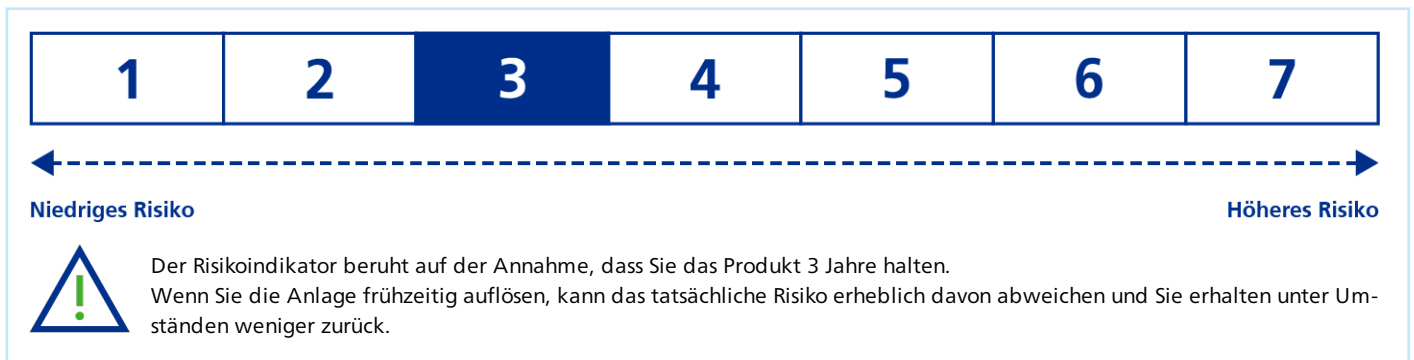 1 2 3 4 5 6 7
Niedriges Risiko Höheres Risiko
Der Risikoindikator beruht auf der Annahme, dass Sie das Produkt 3 Jahre halten.
Wenn Sie die Anlage frühzeitig auflösen, kann das tatsächliche Risiko erheblich davon abweichen und Sie erhalten unter Um-
ständen weniger zurück.